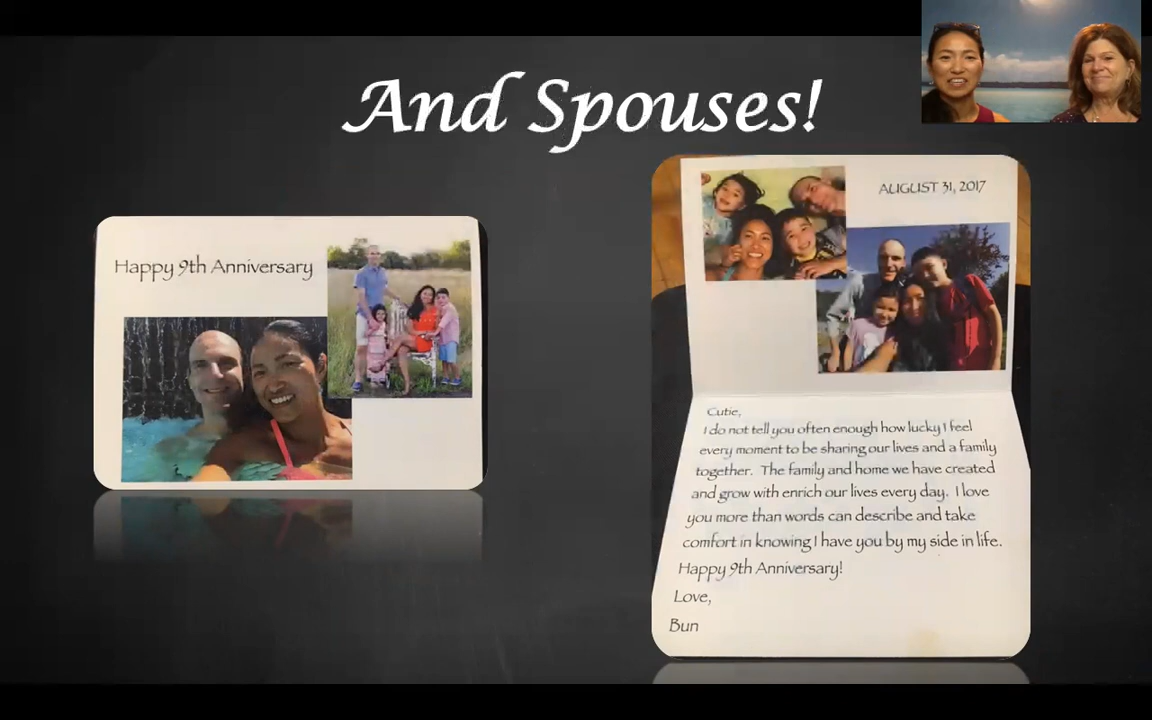 And Spouses!
Happy 9th Anniversary
AUGUST 31, 2017
Cutie,
I do not tell you often enough how lucky I feel
every moment to be sharing our lives and a family
together. The family and home we have created
and grow with enrich our lives every day. I love
you more than words can describe and take
comfort in knowing I have you by my side in life.
Happy 9th Anniversary!
Love,
Bun